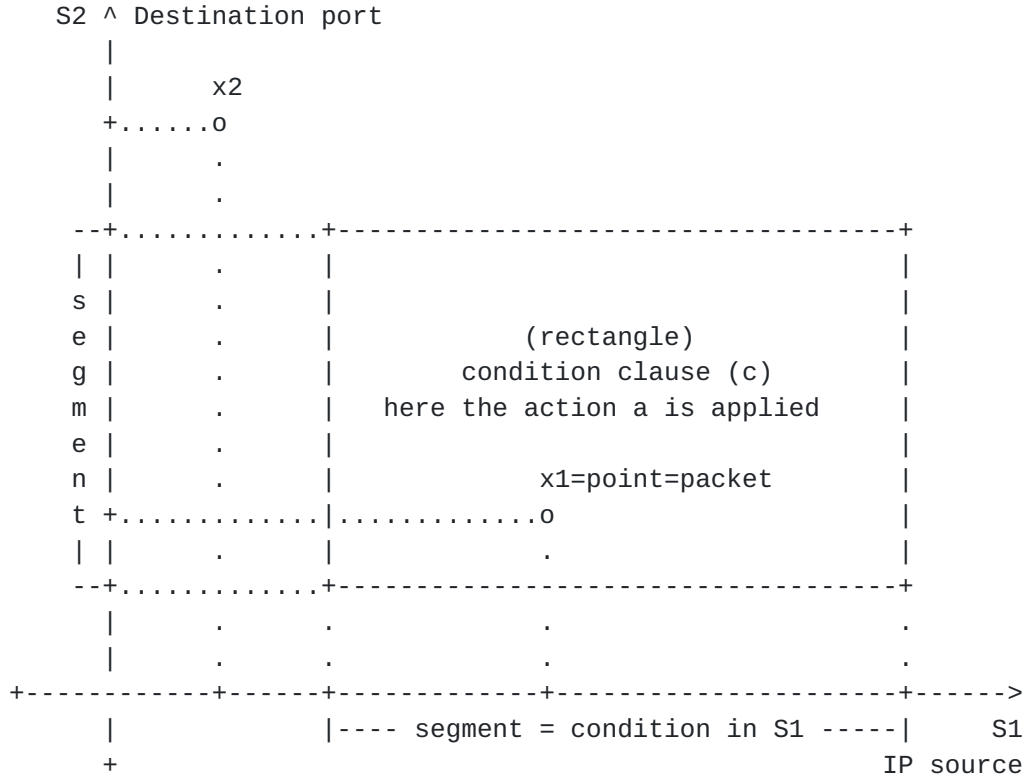 S2 ^ Destination port
|
|      x2
+......o
|      .
|      .
--+.............+------------------------------------+
| |      .      |                                    |
s |      .      |                                    |
e |      .      |            (rectangle)             |
g |      .      |        condition clause (c)        |
m |      .      |   here the action a is applied     |
e |      .      |                                    |
n |      .      |             x1=point=packet        |
t +.............|.............o                      |
| |      .      |             .                      |
--+.............+------------------------------------+
|      .      .             .                      .
|      .      .             .                      .
+------------+------+-------------+----------------------+------>
|             |---- segment = condition in S1 -----|     S1
+                                                 IP source